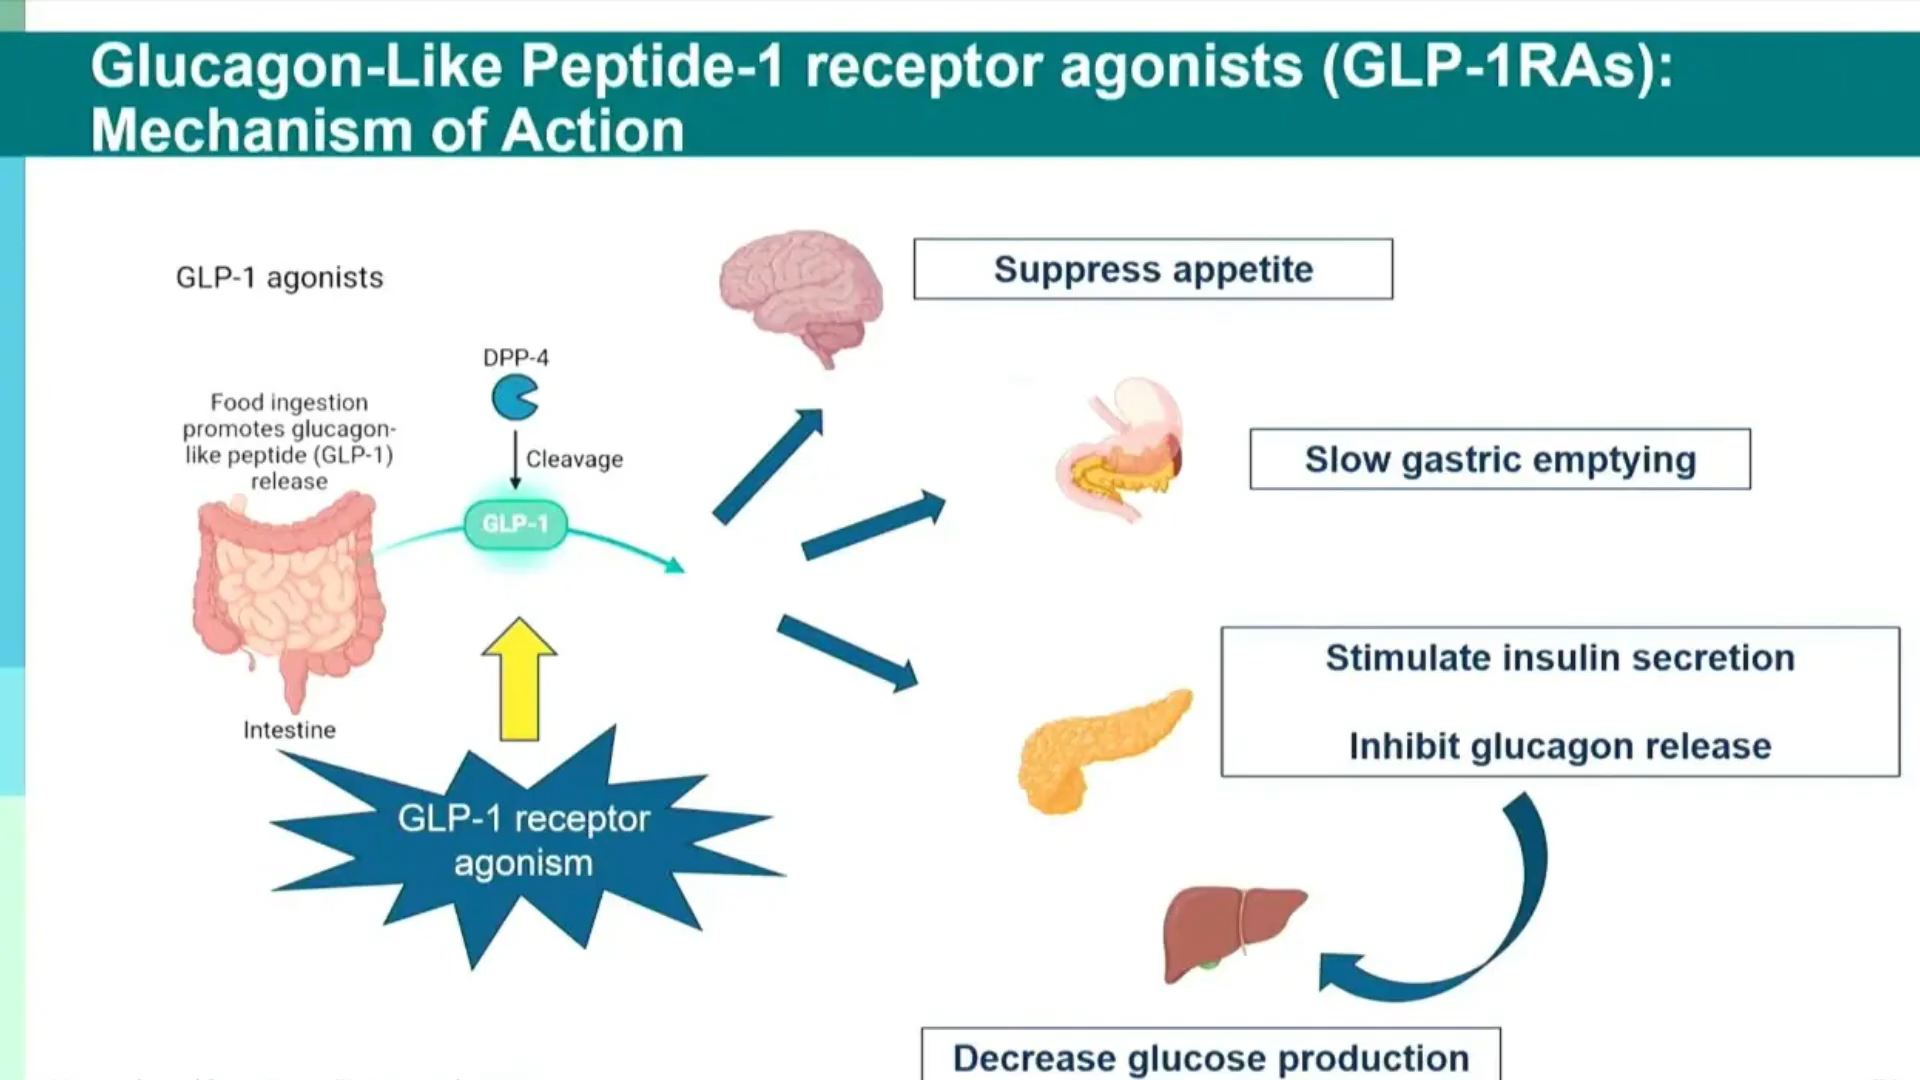 Glucagon-Like Peptide-1 receptor agonists (GLP-1RAs):
Mechanism of Action
GLP-1 agonists
Suppress appetite
DPP-4
Food ingestion
promotes glucagon-
like peptide (GLP-1)
release
Cleavage
GLP-1
Slow gastric emptying
Intestine
Stimulate insulin secretion
Inhibit glucagon release
GLP-1 receptor
agonism
Decrease glucose production